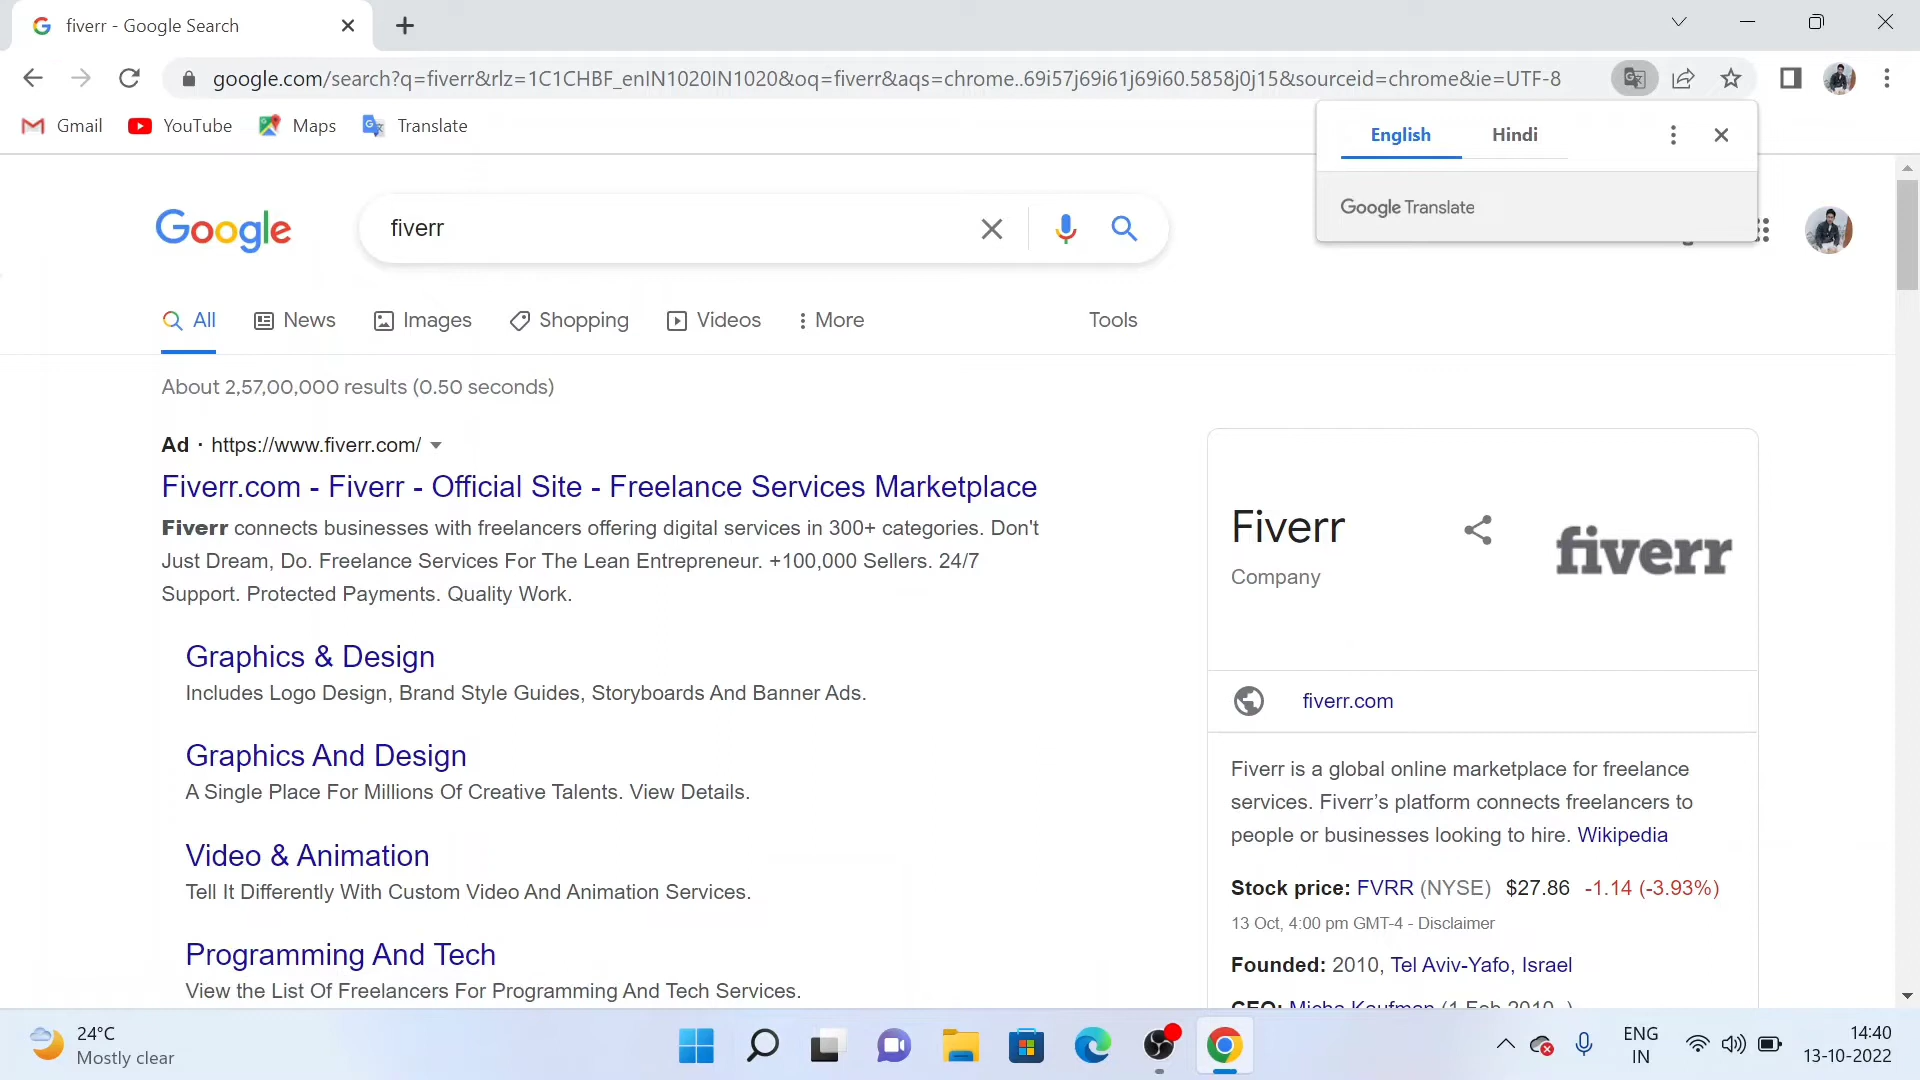 fiverr - Google Search
google.com/search?q=fiverr&rlz=1C1CHBF_enIN1020IN1020&oq=fiverr&aqs=chrome..69i57j69i61j69i60.5858j0j15&sourceid=chrome&ie=UTF-8
Gmail YouTube Maps Translate
English Hindi
Google Translate
Google
fiverr
All News Images Shopping Videos More Tools
About 2,57,00,000 results (0.50 seconds)
Ad · https://www.fiverr.com/
Fiverr.com - Fiverr - Official Site - Freelance Services Marketplace
Fiverr connects businesses with freelancers offering digital services in 300+ categories. Don't
Just Dream, Do. Freelance Services For The Lean Entrepreneur. +100,000 Sellers. 24/7
Support. Protected Payments. Quality Work.
Graphics & Design
Includes Logo Design, Brand Style Guides, Storyboards And Banner Ads.
Graphics And Design
A Single Place For Millions Of Creative Talents. View Details.
Video & Animation
Tell It Differently With Custom Video And Animation Services.
Programming And Tech
View the List Of Freelancers For Programming And Tech Services.
Fiverr
Company
fiverr
fiverr.com
Fiverr is a global online marketplace for freelance
services. Fiverr’s platform connects freelancers to
people or businesses looking to hire. Wikipedia
Stock price: FVRR (NYSE) $27.86 -1.14 (-3.93%)
13 Oct, 4:00 pm GMT-4 - Disclaimer
Founded: 2010, Tel Aviv-Yafo, Israel
24°C
Mostly clear
ENG
IN
14:40
13-10-2022